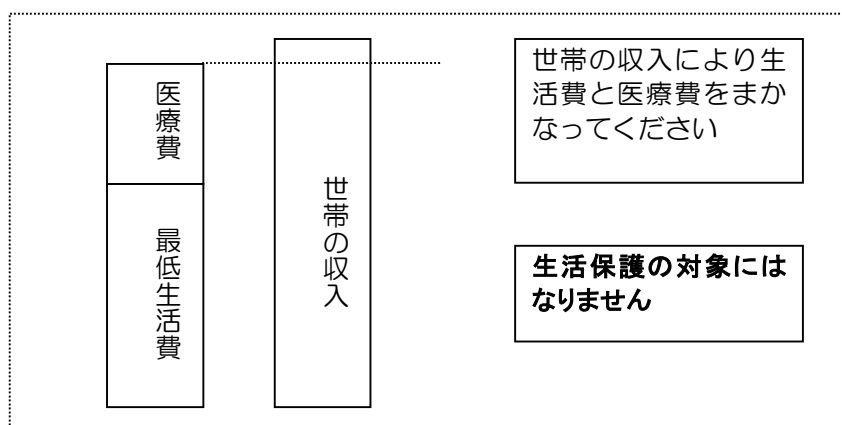 医療費
最低生活費
世帯の収入
世帯の収入により生
活費と医療費をまか
なってください
生活保護の対象には
なりません